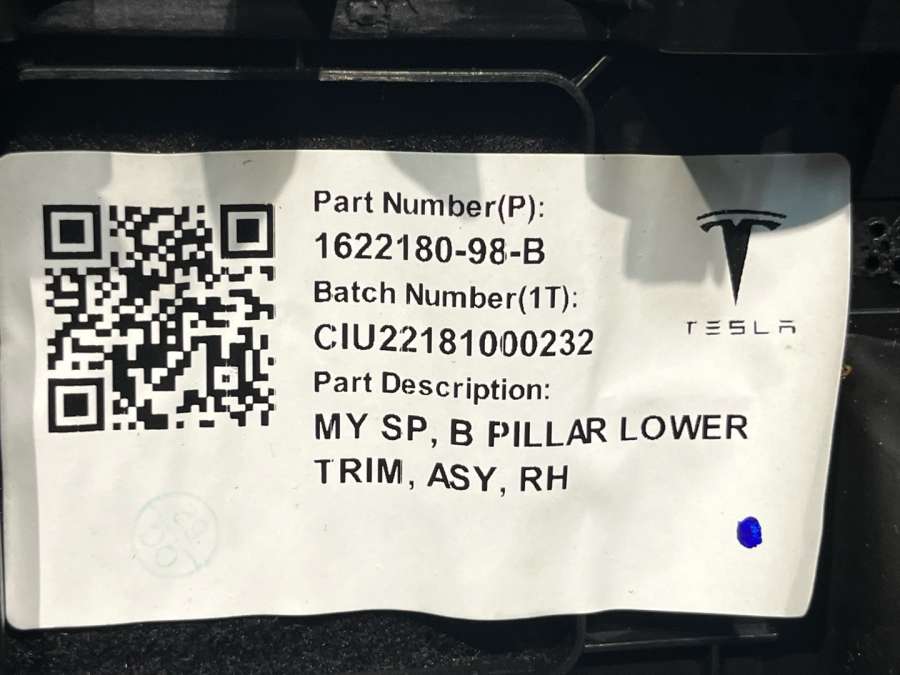 Part Number(P):
1622180-98-B
Batch Number(1T):
CIU22181000232
Part Description:
MY SP, B PILLAR LOWER
TRIM, ASY, RH
TESLA